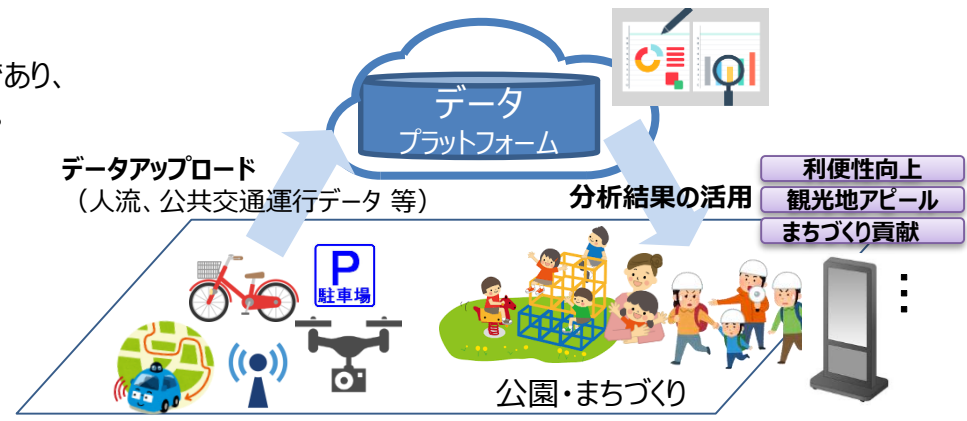 であり、
データ
プラットフォーム
データアップロード
（人流、公共交通運行データ 等）
分析結果の活用
利便性向上
観光地アピール
まちづくり貢献
P
駐車場
公園・まちづくり